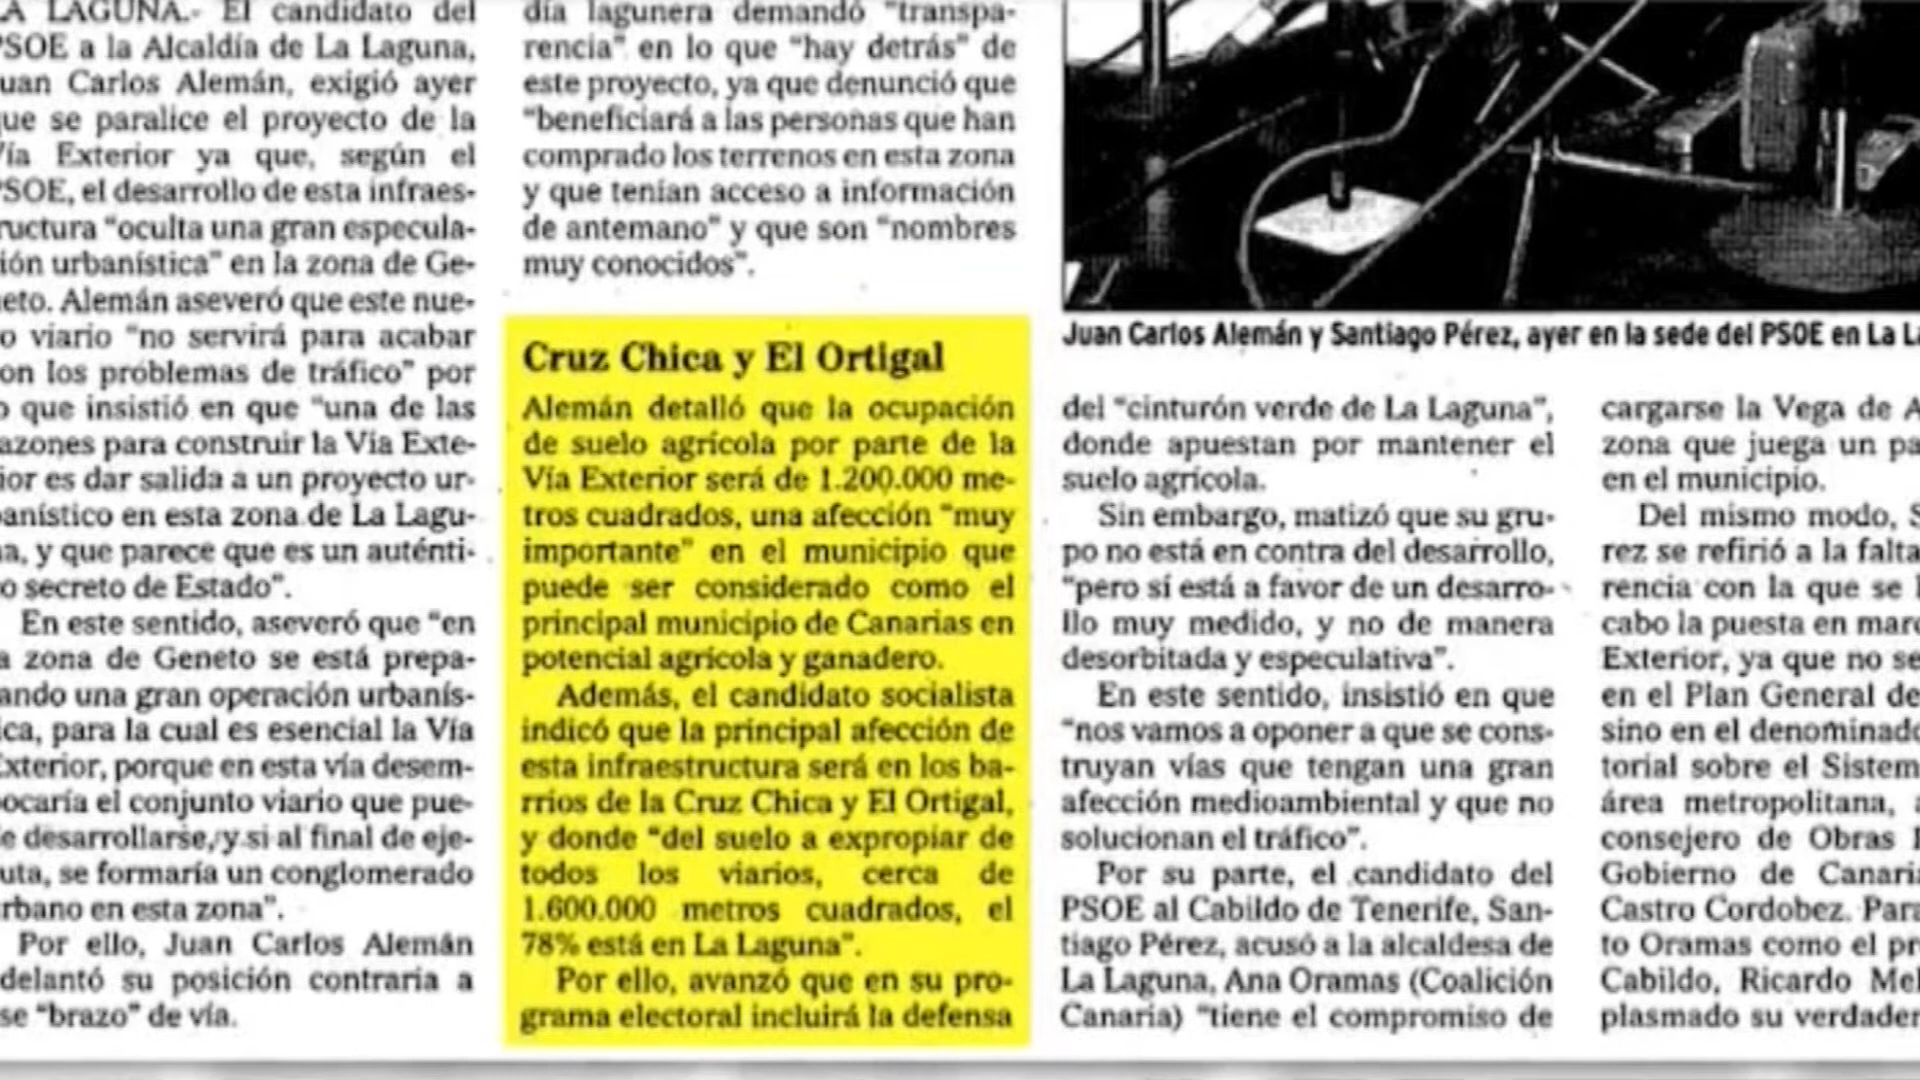 LA LAGUNA.- El candidato del
PSOE a la Alcaldía de La Laguna,
Juan Carlos Alemán, exigió ayer
que se paralice el proyecto de la
Vía Exterior ya que, según el
PSOE, el desarrollo de esta infraes-
tructura “oculta una gran especula-
ción urbanística” en la zona de Ge-
neto. Alemán aseveró que este nue-
vo viario “no servirá para acabar
con los problemas de tráfico” por
lo que insistió en que “una de las
razones para construir la Vía Exte-
rior es dar salida a un proyecto ur-
banístico en esta zona de La Lagu-
na, y que parece que es un auténti-
co secreto de Estado”.
En este sentido, aseveró que “en
la zona de Geneto se está prepa-
rando una gran operación urbanís-
tica, para la cual es esencial la Vía
Exterior, porque en esta vía desem-
bocaría el conjunto viario que pue-
de desarrollarse, y si al final de eje-
cuta, se formaría un conglomerado
urbano en esta zona”.
Por ello, Juan Carlos Alemán
adelantó su posición contraria a
ese “brazo” de vía.
día lagunera demandó “transpa-
rencia” en lo que “hay detrás” de
este proyecto, ya que denunció que
“beneficiará a las personas que han
comprado los terrenos en esta zona
y que tenían acceso a información
de antemano” y que son “nombres
muy conocidos”.
Cruz Chica y El Ortigal
Alemán detalló que la ocupación
de suelo agrícola por parte de la
Vía Exterior será de 1.200.000 me-
tros cuadrados, una afección “muy
importante” en el municipio que
puede ser considerado como el
principal municipio de Canarias en
potencial agrícola y ganadero.
Además, el candidato socialista
indicó que la principal afección de
esta infraestructura será en los ba-
rrios de la Cruz Chica y El Ortigal,
y donde “del suelo a expropiar de
todos los viarios, cerca de
1.600.000 metros cuadrados, el
78% está en La Laguna”.
Por ello, avanzó que en su pro-
grama electoral incluirá la defensa
Juan Carlos Alemán y Santiago Pérez, ayer en la sede del PSOE en La La
del “cinturón verde de La Laguna”,
donde apuestan por mantener el
suelo agrícola.
Sin embargo, matizó que su gru-
po no está en contra del desarrollo,
“pero sí está a favor de un desarro-
llo muy medido, y no de manera
desorbitada y especulativa”.
En este sentido, insistió en que
“nos vamos a oponer a que se cons-
truyan vías que tengan una gran
afección medioambiental y que no
solucionan el tráfico”.
Por su parte, el candidato del
PSOE al Cabildo de Tenerife, San-
tiago Pérez, acusó a la alcaldesa de
La Laguna, Ana Oramas (Coalición
Canaria) “tiene el compromiso de
cargarse la Vega de A
zona que juega un pa
en el municipio.
Del mismo modo, S
rez se refirió a la falta
rencia con la que se l
cabo la puesta en marc
Exterior, ya que no se
en el Plan General de
sino en el denominado
torial sobre el Sistem
área metropolitana, a
consejero de Obras
Gobierno de Canaria
Castro Cordobez. Para
to Oramas como el pr
Cabildo, Ricardo Mel
plasmado su verdader